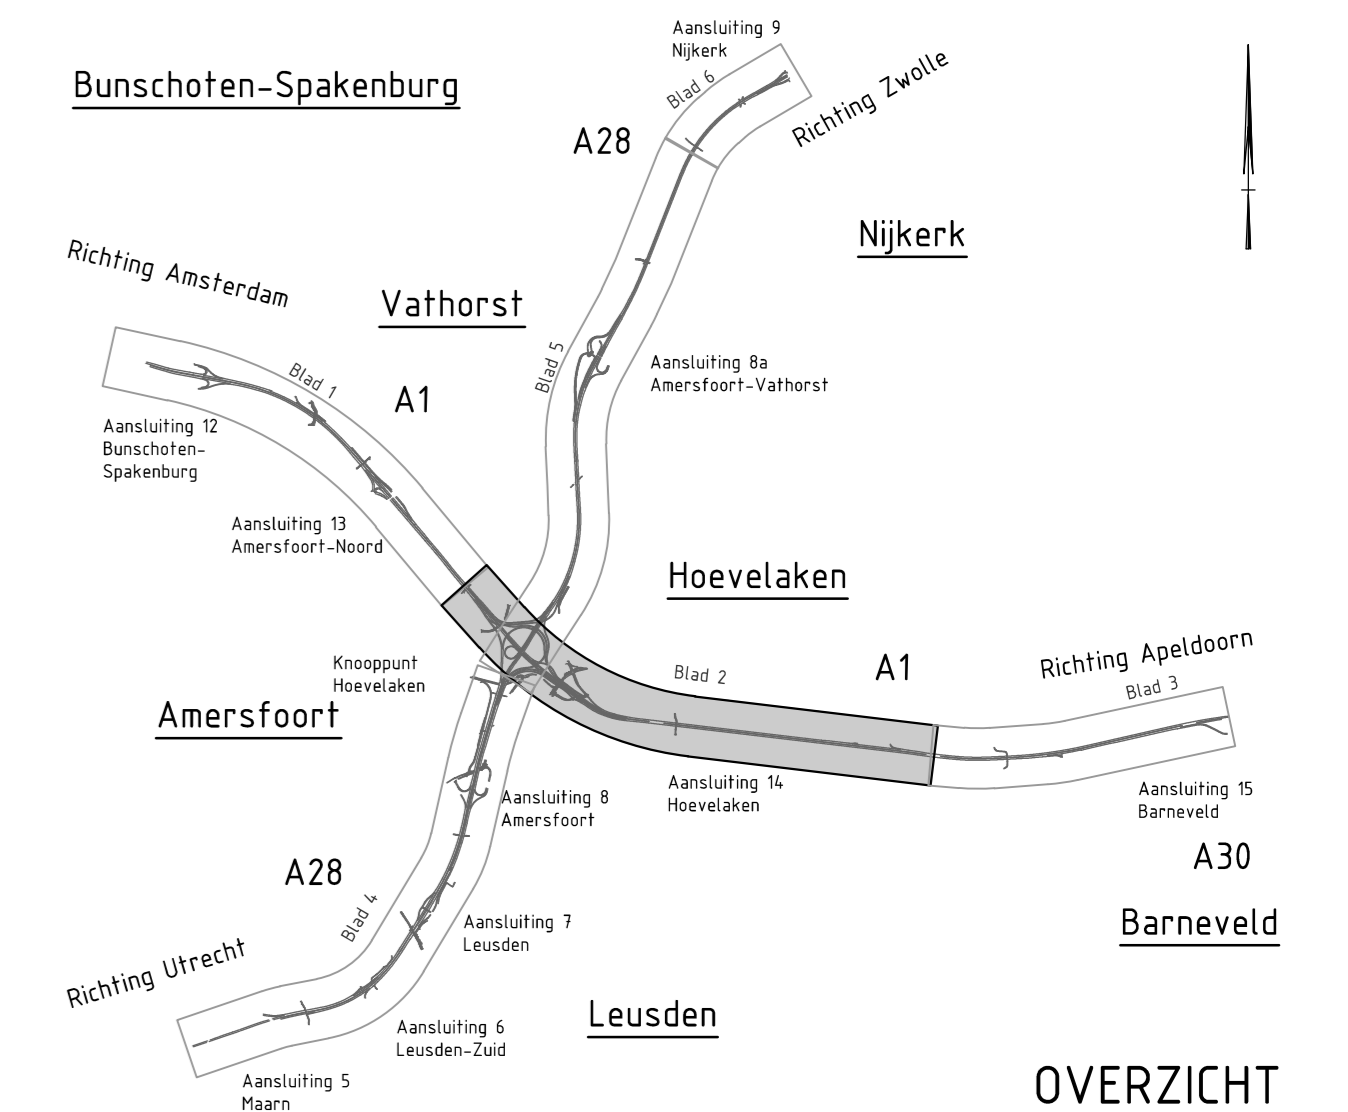 Aansluiting 9
Nijkerk
Bunschoten-Spakenburg
Blad 6
Richting Zwolle
A28
Nijkerk
Richting Amsterdam
Vathorst
Blad 5
Aansluiting 8a
Amersfoort-Vathorst
Blad 1
A1
Aansluiting 12
Bunschoten-
Spakenburg
Aansluiting 13
Amersfoort-Noord
Hoevelaken
Knooppunt
Hoevelaken
Blad 2
A1
Richting Apeldoorn
Blad 3
Amersfoort
Aansluiting 14
Hoevelaken
Aansluiting 15
Barneveld
Aansluiting 8
Amersfoort
A30
A28
Blad 4
Aansluiting 7
Leusden
Barneveld
Richting Utrecht
Leusden
Aansluiting 6
Leusden-Zuid
Aansluiting 5
Maarn
OVERZICHT